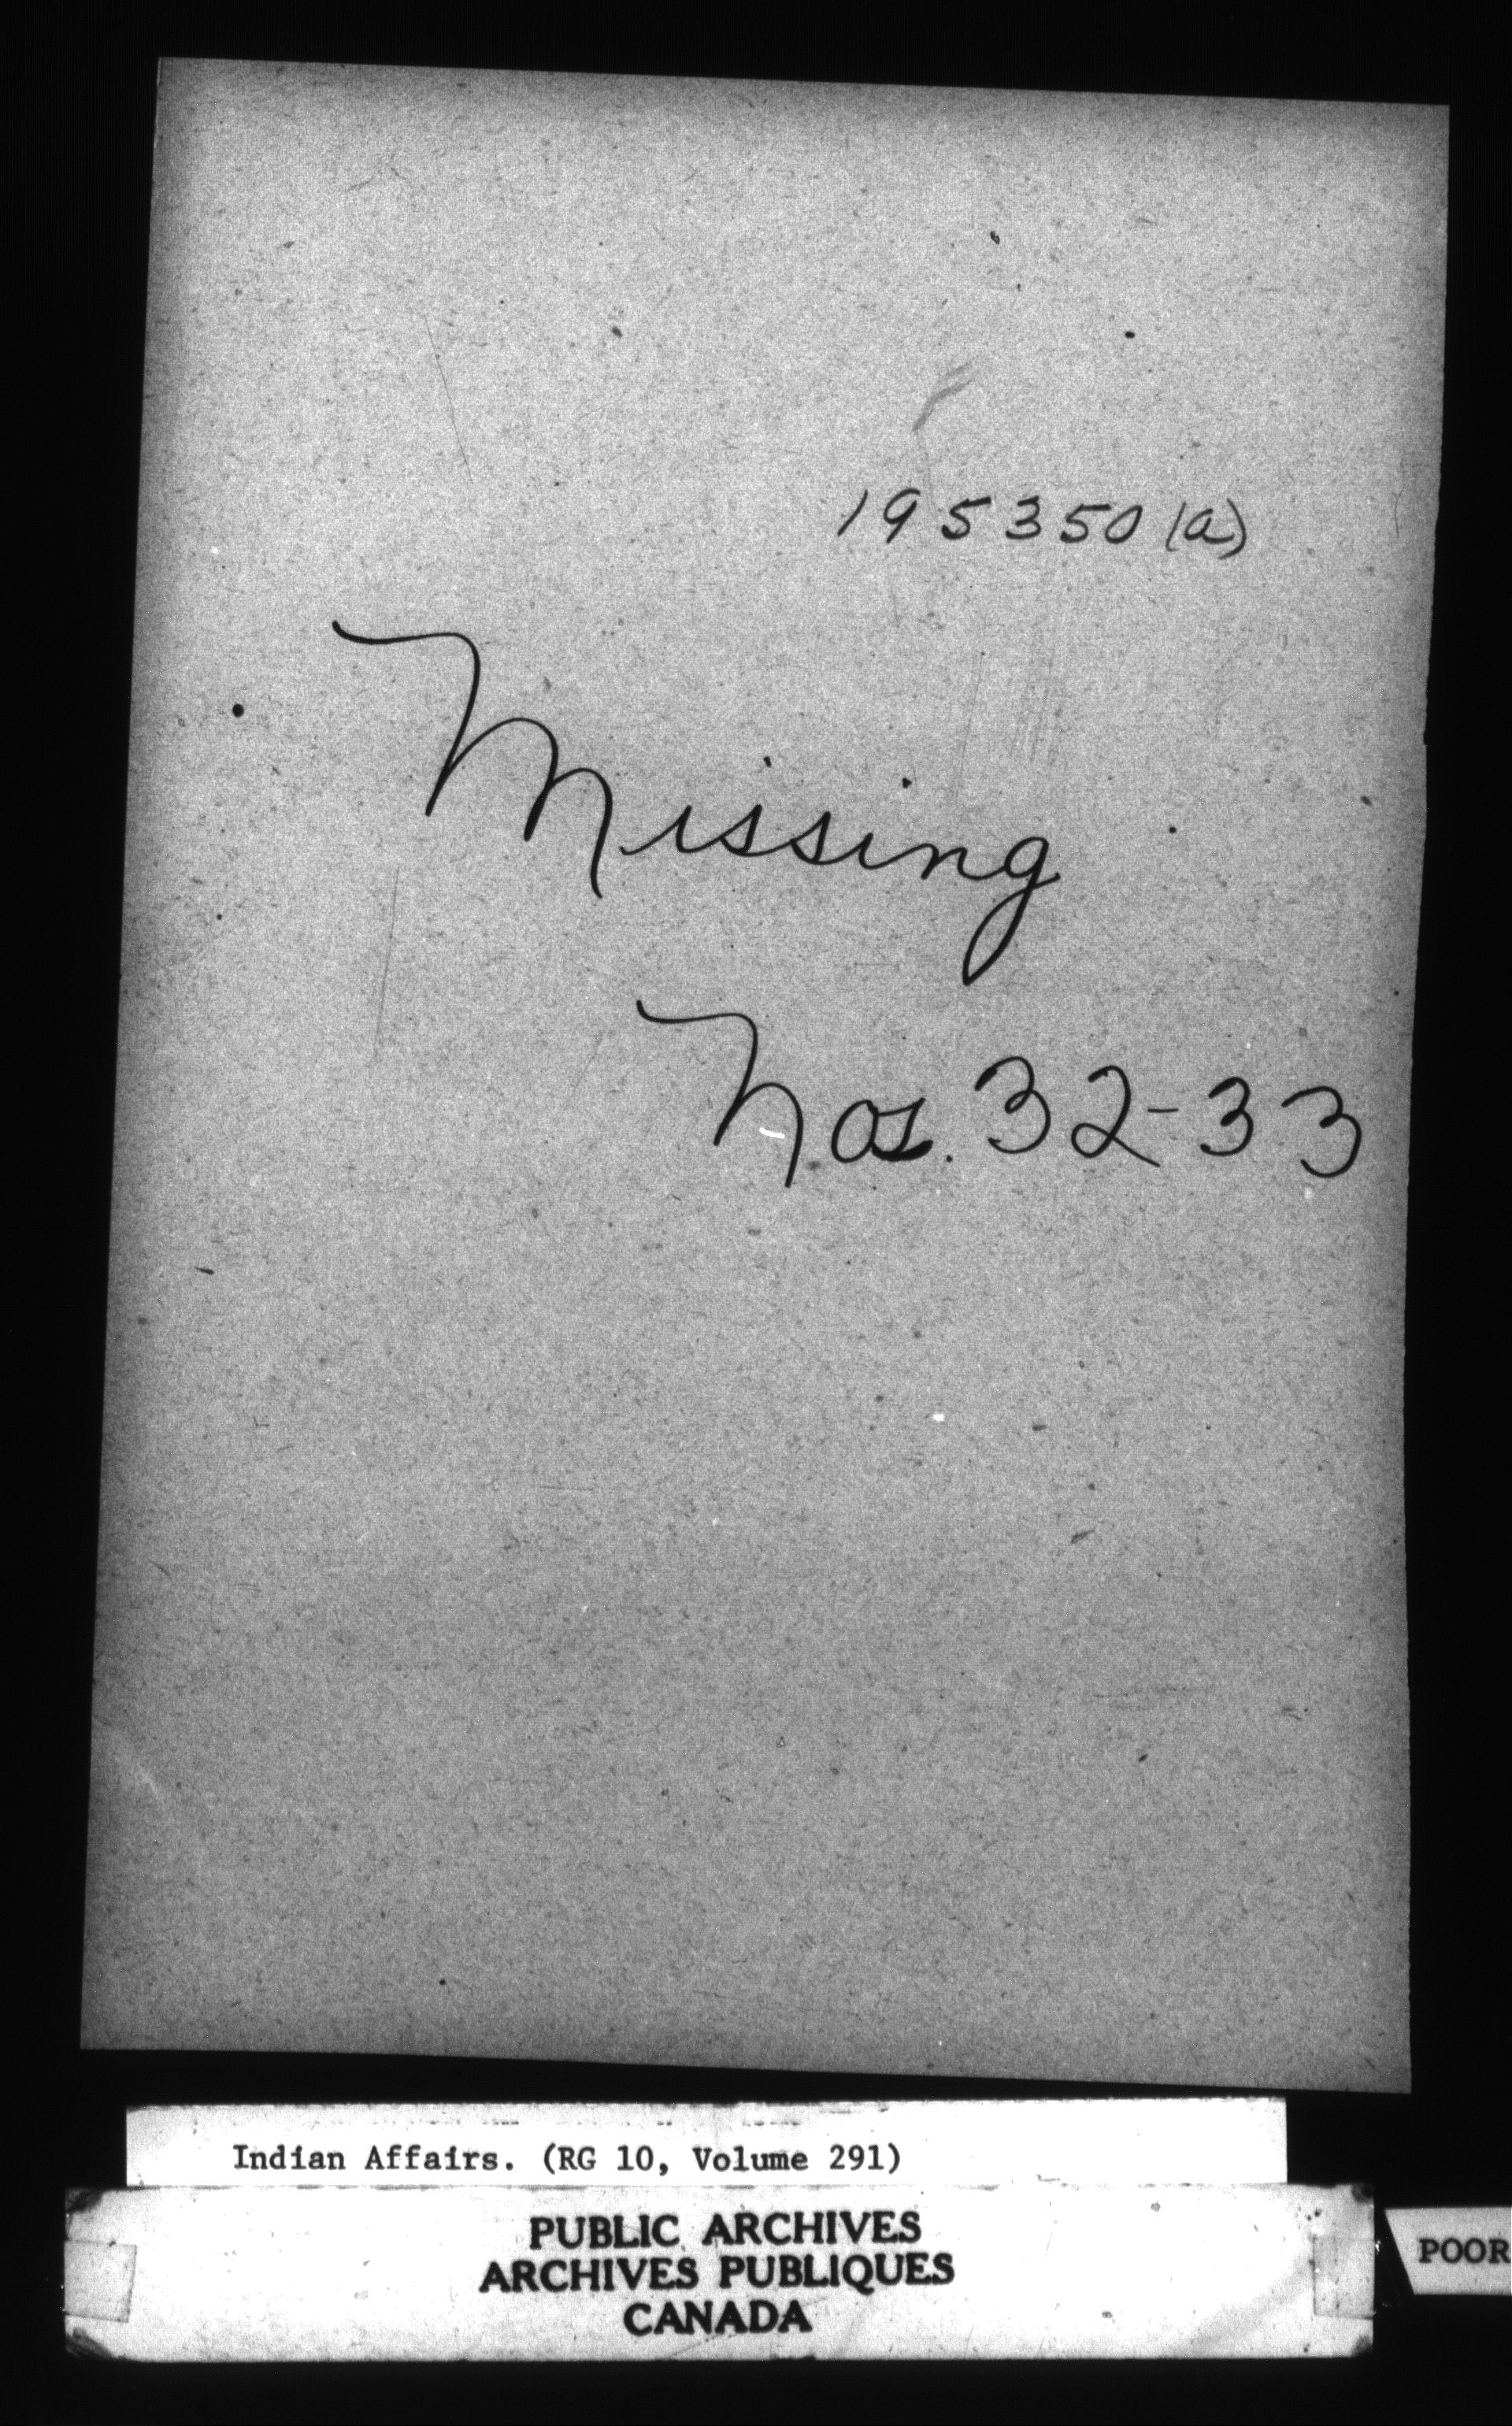 195350 (a)
Missing
Nos. 32-33
Indian Affairs. (RG 10, Volume 291)
PUBLIC ARCHIVES
ARCHIVES PUBLIQUES
CANADA
POOR